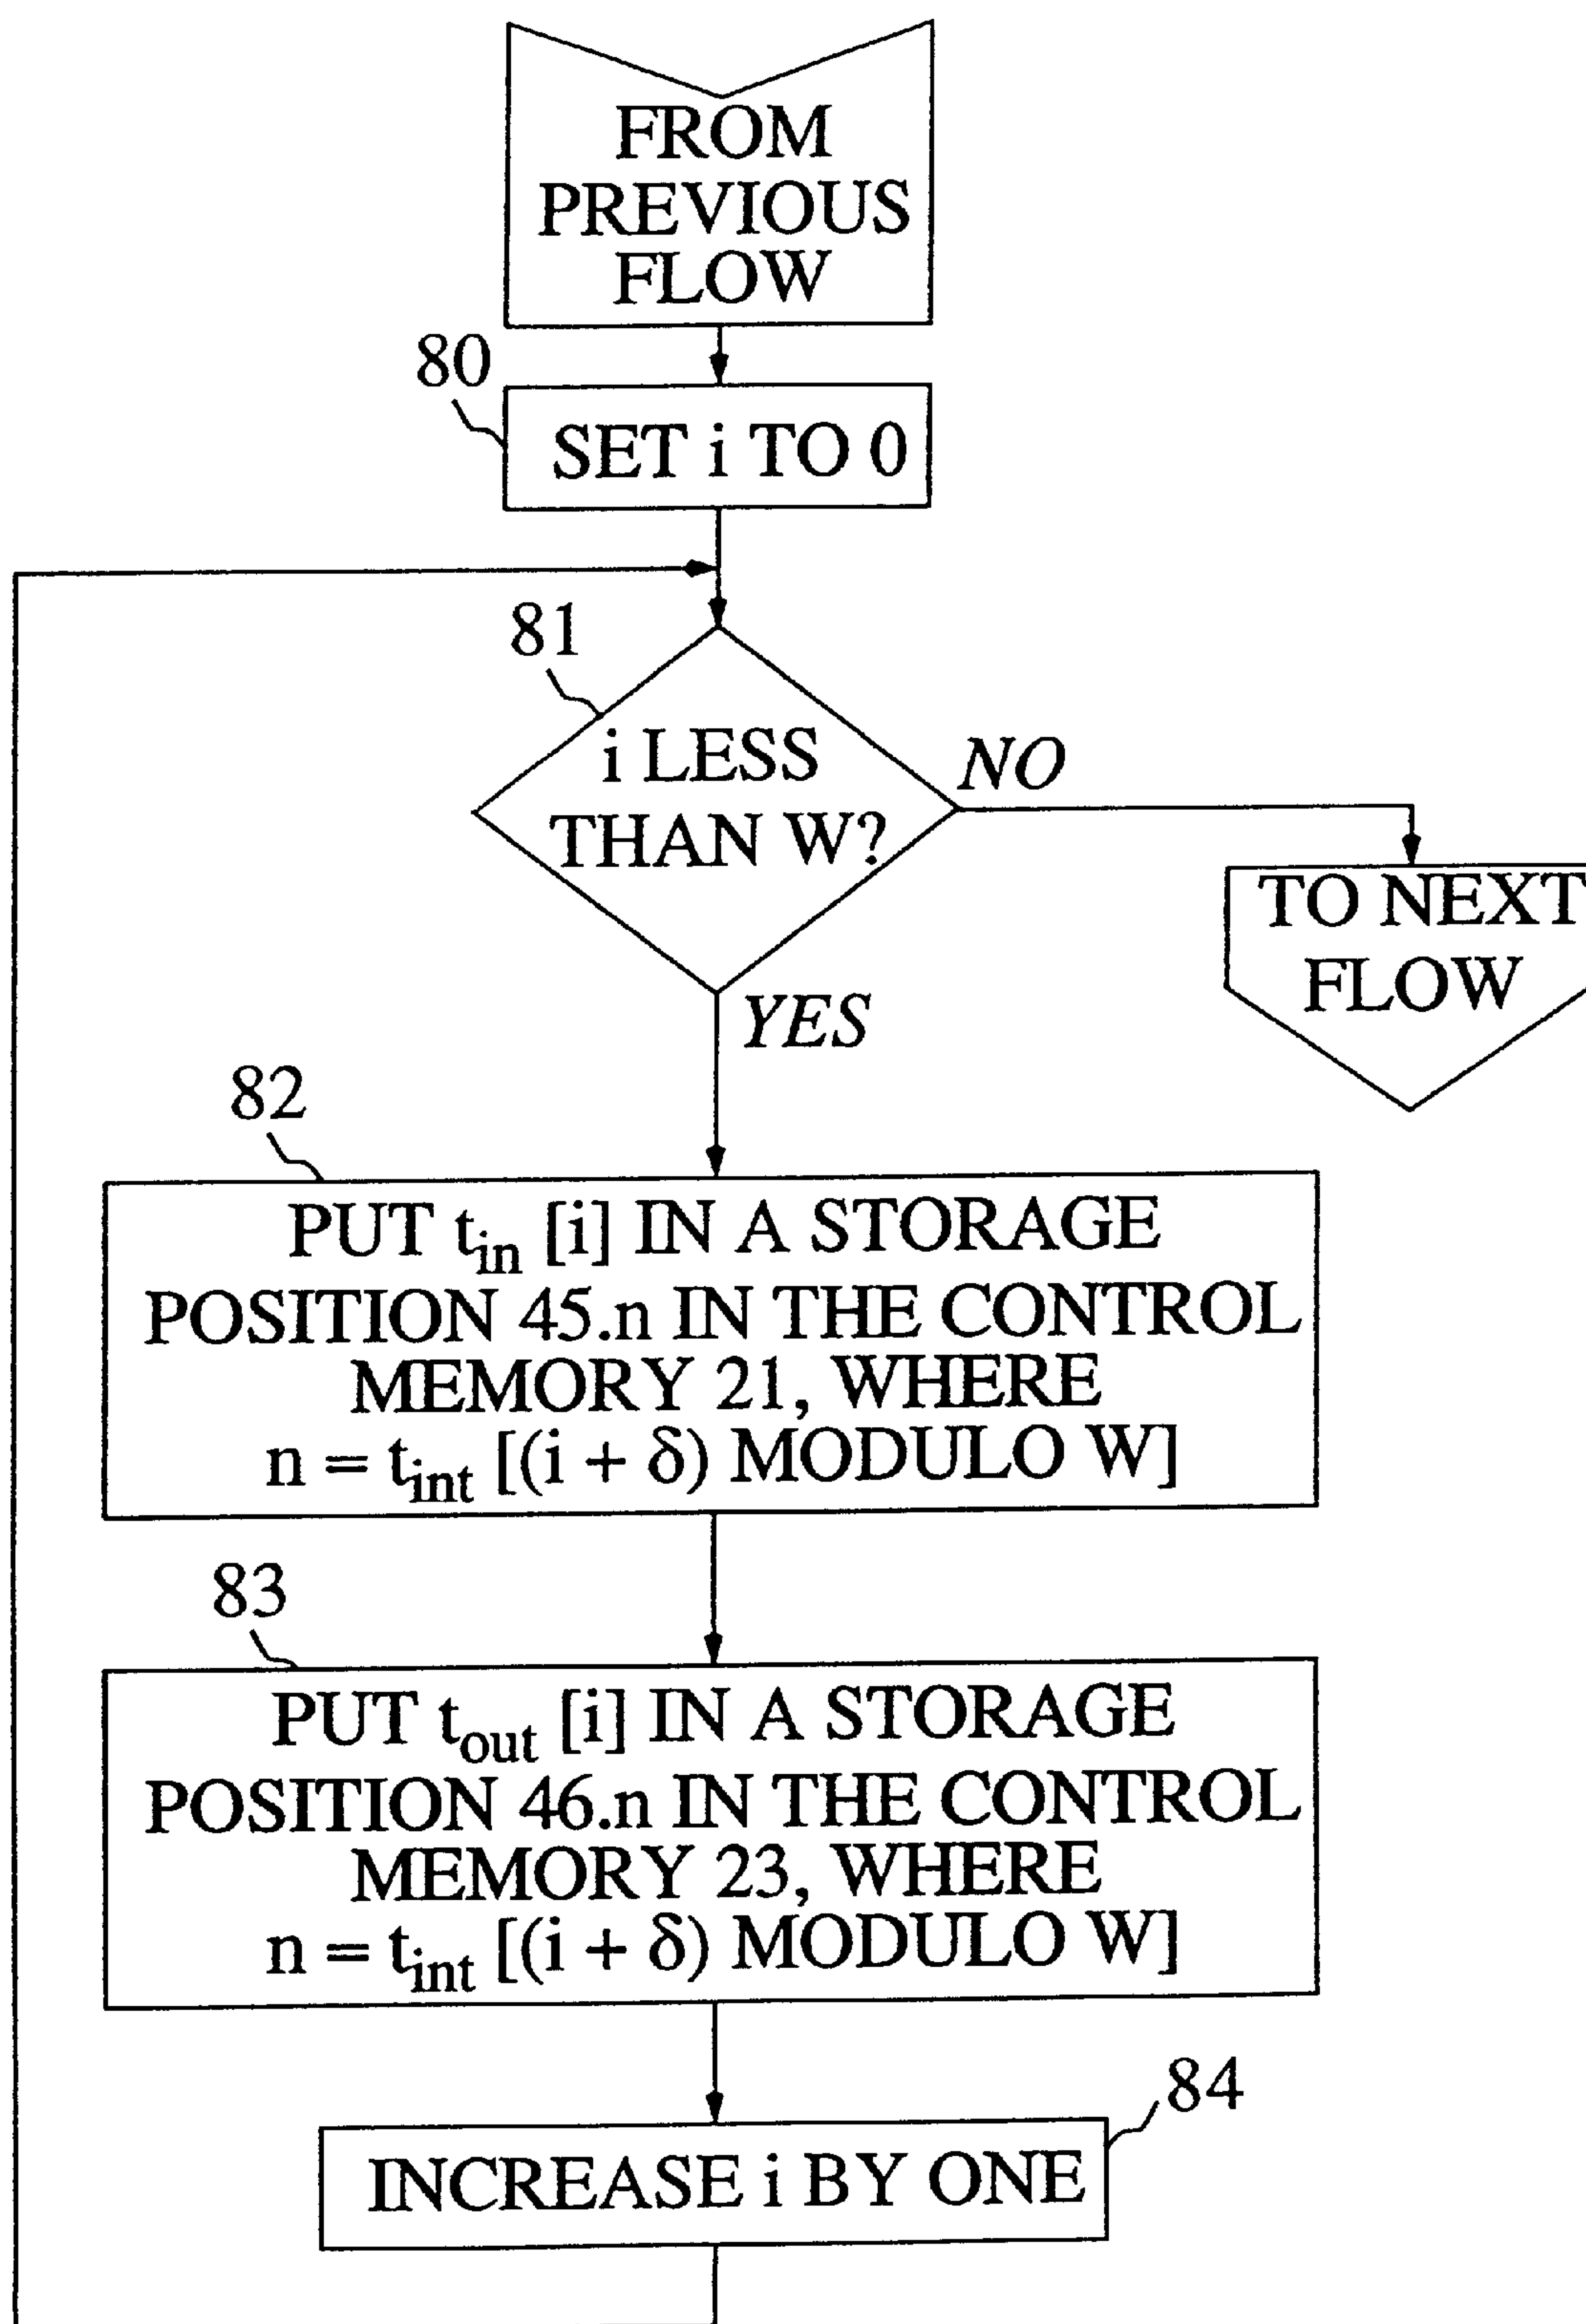 FROM
PREVIOUS
FLOW
80
SET i TO 0
81
i LESS
THAN W?
NO
TO NEXT
FLOW
YES
82
PUT t_in [i] IN A STORAGE
POSITION 45.n IN THE CONTROL
MEMORY 21, WHERE
n = t_int [(i + δ) MODULO W]
83
PUT t_out [i] IN A STORAGE
POSITION 46.n IN THE CONTROL
MEMORY 23, WHERE
n = t_int [(i + δ) MODULO W]
84
INCREASE i BY ONE